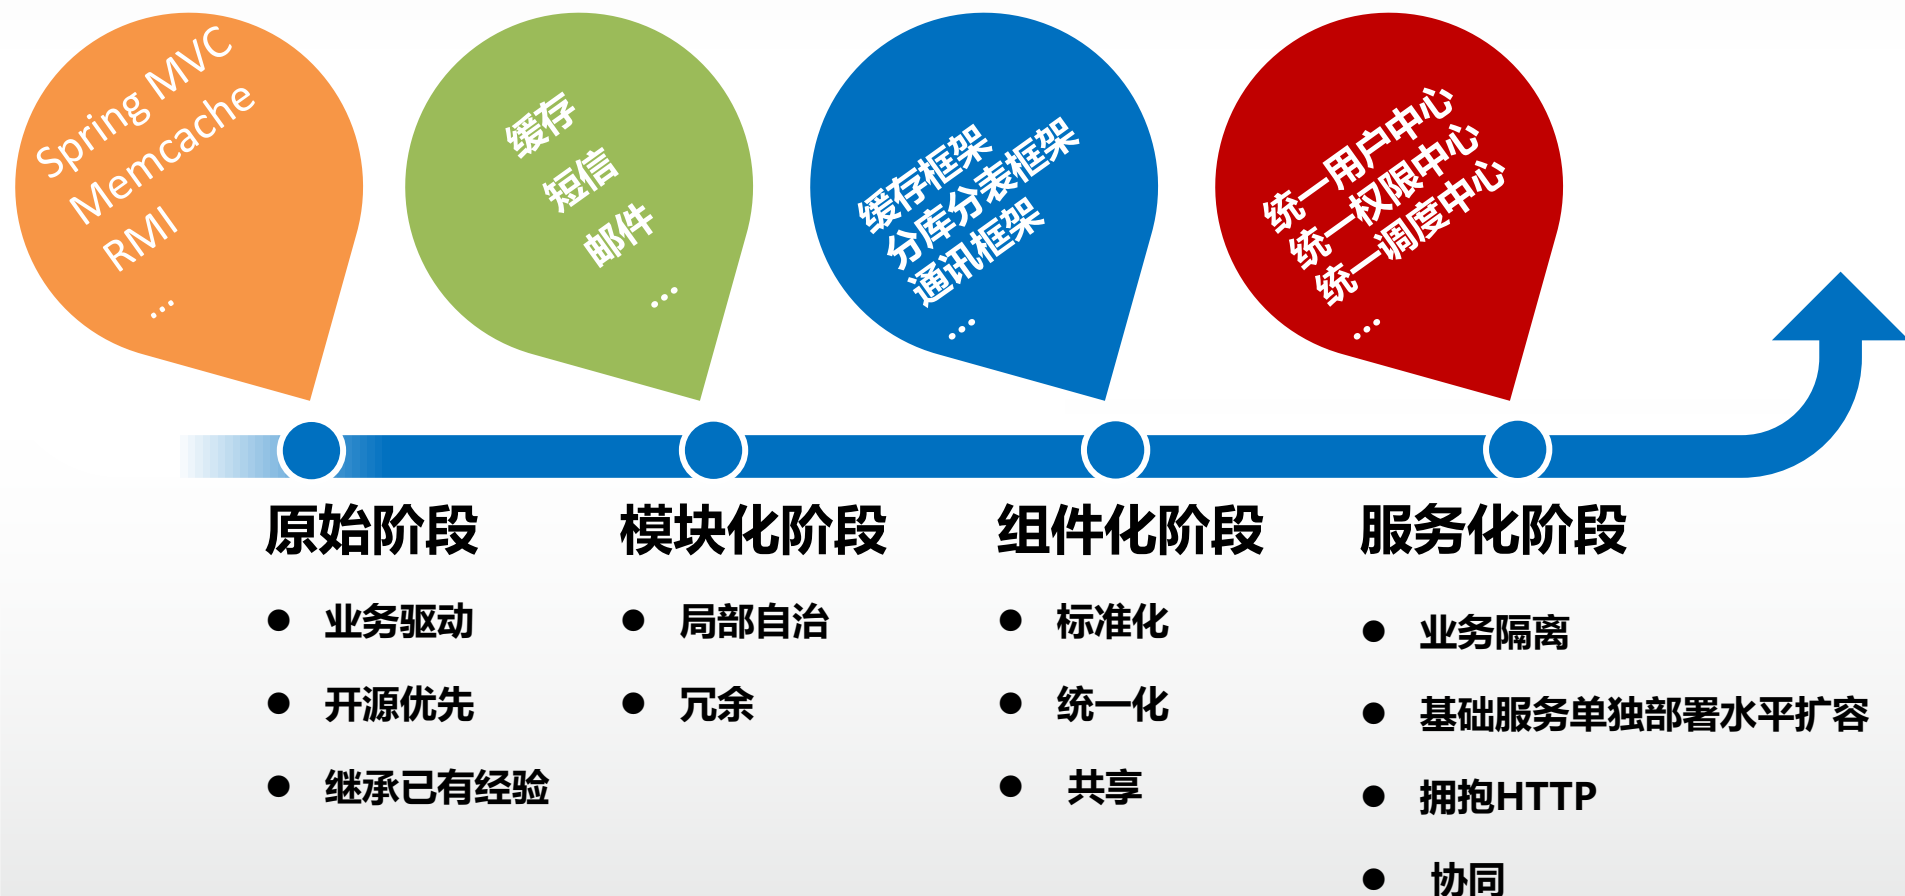 Spring MVC
Memcache
RMI
...
缓存
短信
邮件
...
缓存框架
分库分表框架
通讯框架
...
统一用户中心
统一权限中心
统一调度中心
...
原始阶段
● 业务驱动
● 开源优先
● 继承已有经验
模块化阶段
● 局部自治
● 冗余
组件化阶段
● 标准化
● 统一化
● 共享
服务化阶段
● 业务隔离
● 基础服务单独部署水平扩容
● 拥抱HTTP
● 协同